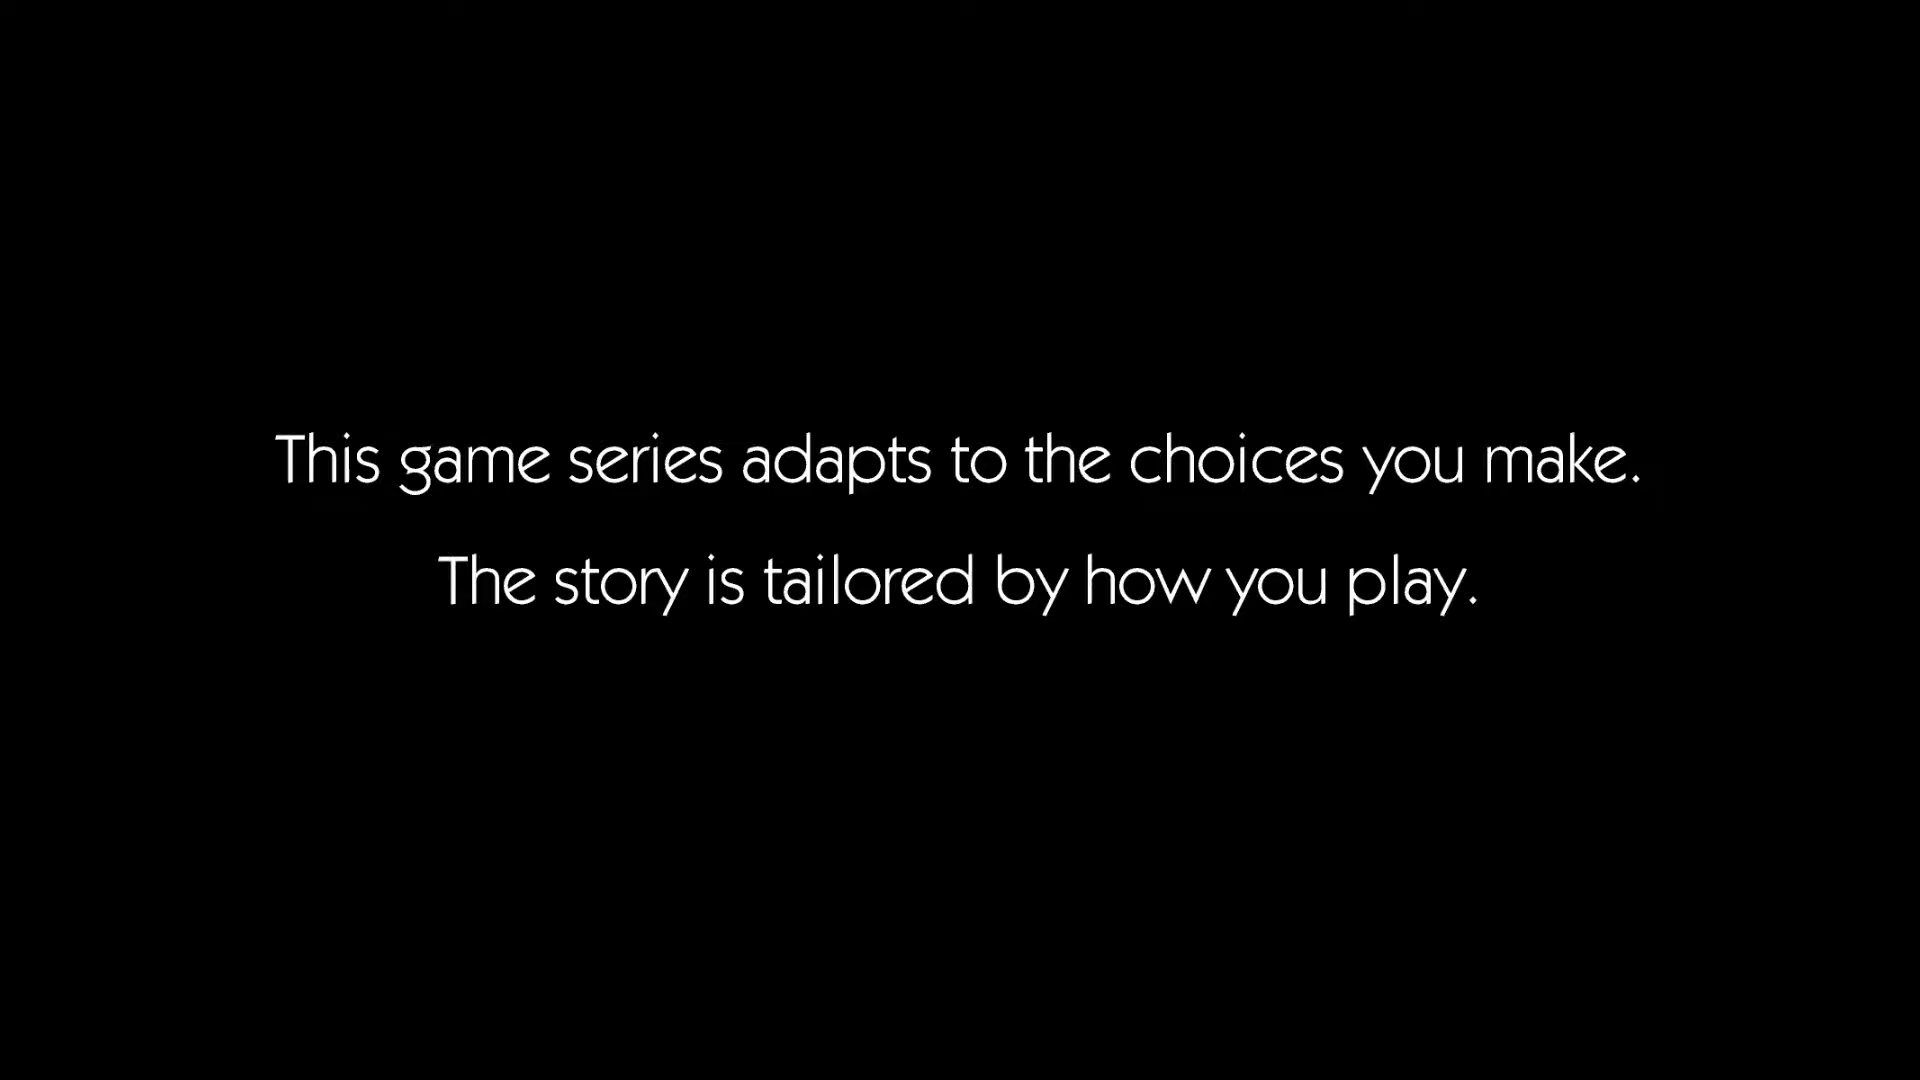 This game series adapts to the choices you make.
The story is tailored by how you play.